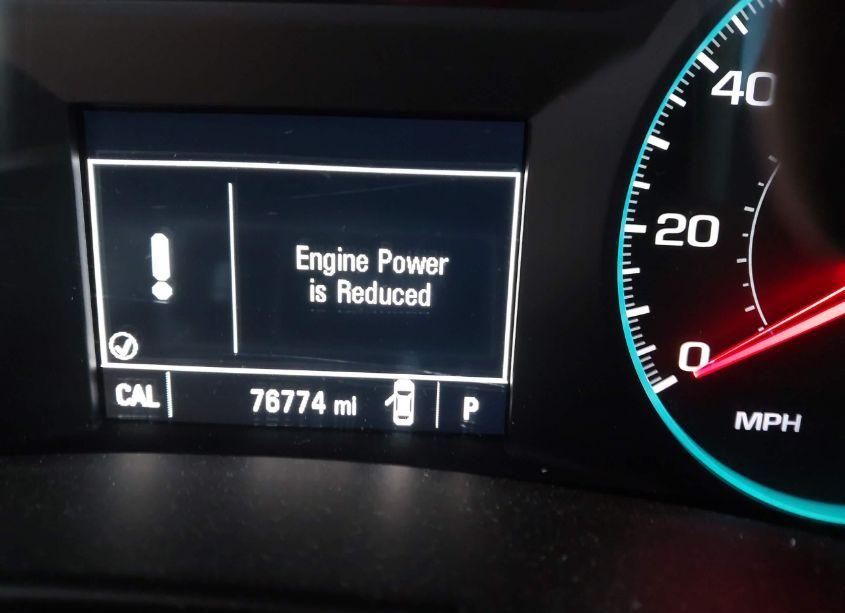 Engine Power
is Reduced
CAL 76774 mi P
40
20
0
MPH